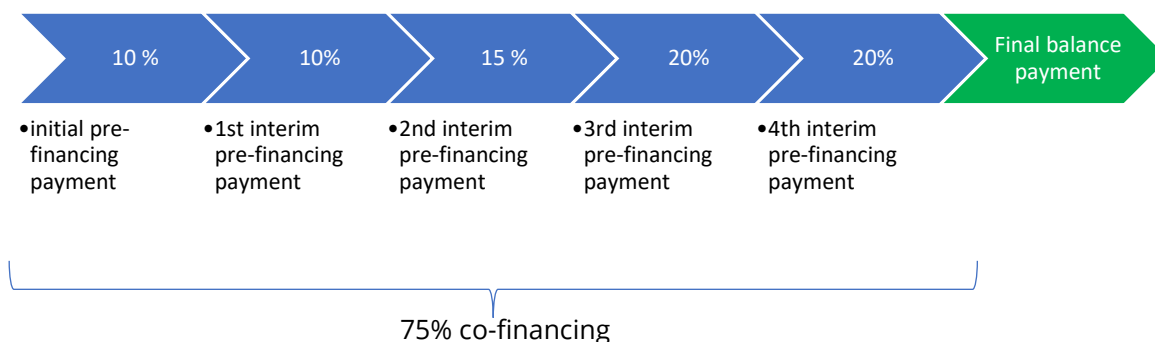 10 %
10%
15 %
20%
20%
Final balance
payment
•initial pre-
financing
payment
•1st interim
pre-financing
payment
•2nd interim
pre-financing
payment
•3rd interim
pre-financing
payment
•4th interim
pre-financing
payment
75% co-financing